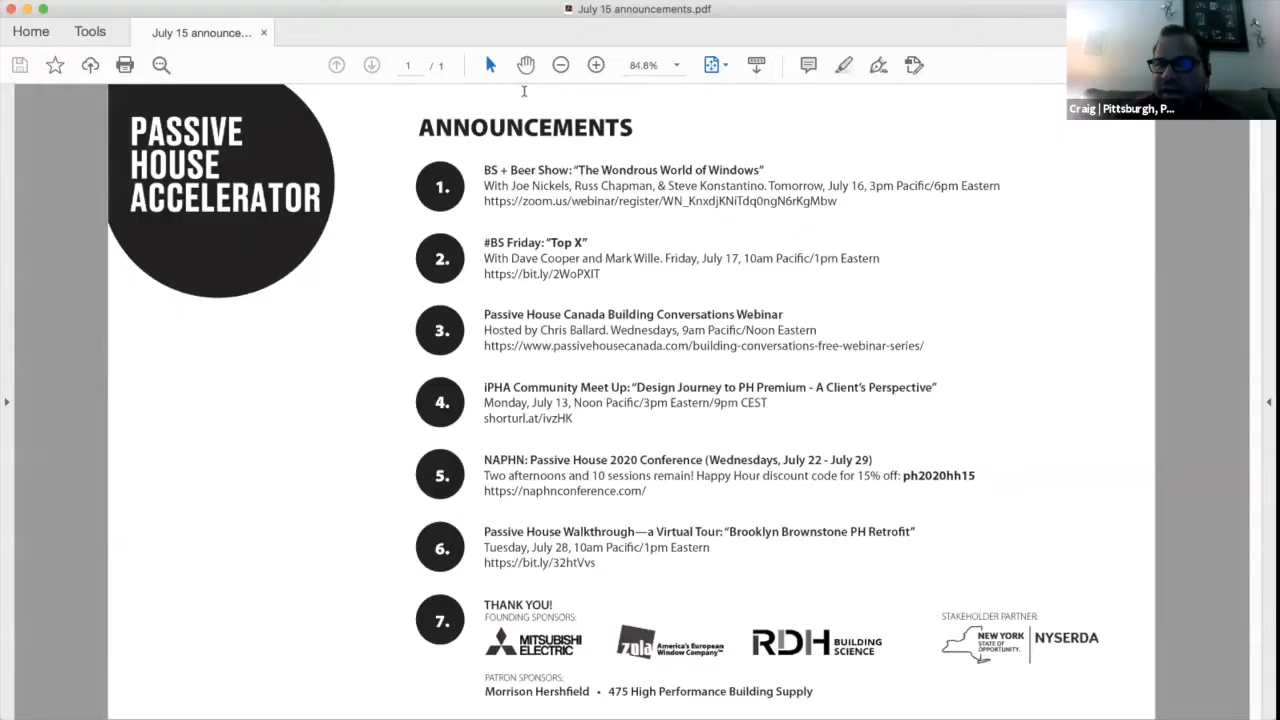 July 15 announcements.pdf
Home
Tools
July 15 announce... ×
1 / 1
84.8%
Craig | Pittsburgh, P...
PASSIVE
HOUSE
ACCELERATOR
ANNOUNCEMENTS
1.
BS + Beer Show: “The Wondrous World of Windows”
With Joe Nickels, Russ Chapman, & Steve Konstantino. Tomorrow, July 16, 3pm Pacific/6pm Eastern
https://zoom.us/webinar/register/WN_KnxdjKNiTdq0ngN6rKgMbw
2.
#BS Friday: “Top X”
With Dave Cooper and Mark Wille. Friday, July 17, 10am Pacific/1pm Eastern
https://bit.ly/2WoPXIT
3.
Passive House Canada Building Conversations Webinar
Hosted by Chris Ballard. Wednesdays, 9am Pacific/Noon Eastern
https://www.passivehousecanada.com/building-conversations-free-webinar-series/
4.
iPHA Community Meet Up: “Design Journey to PH Premium - A Client’s Perspective”
Monday, July 13, Noon Pacific/3pm Eastern/9pm CEST
shorturl.at/ivzHK
5.
NAPHN: Passive House 2020 Conference (Wednesdays, July 22 - July 29)
Two afternoons and 10 sessions remain! Happy Hour discount code for 15% off: ph2020hh15
https://naphnconference.com/
6.
Passive House Walkthrough—a Virtual Tour: “Brooklyn Brownstone PH Retrofit”
Tuesday, July 28, 10am Pacific/1pm Eastern
https://bit.ly/32htVvs
7.
THANK YOU!
FOUNDING SPONSORS:
MITSUBISHI
ELECTRIC
zola America's European
Window Company™
RDH BUILDING
SCIENCE
STAKEHOLDER PARTNER:
NEW YORK
STATE OF
OPPORTUNITY.
NYSERDA
PATRON SPONSORS:
Morrison Hershfield • 475 High Performance Building Supply